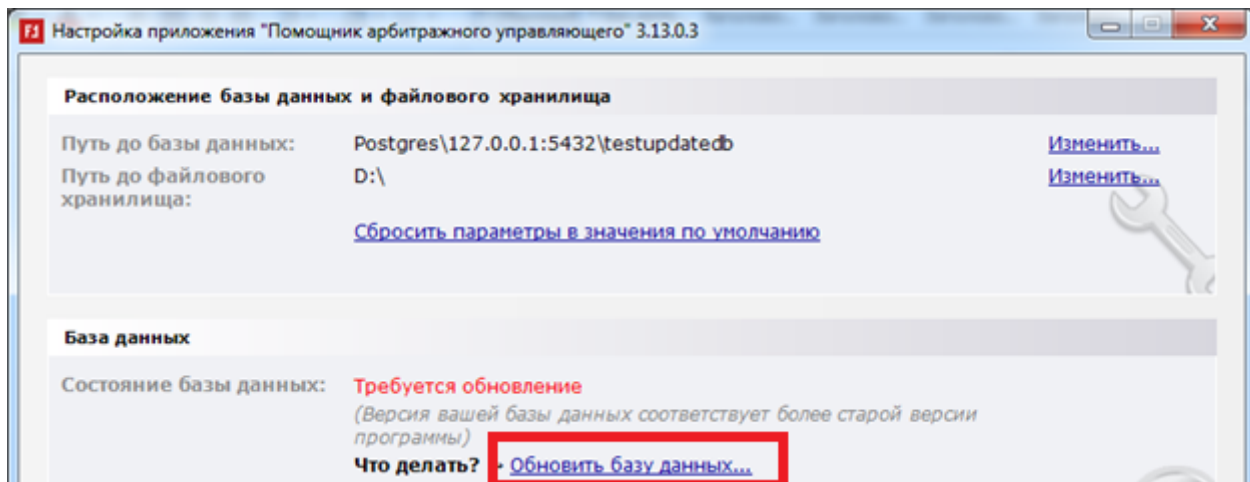 Настройка приложения "Помощник арбитражного управляющего" 3.13.0.3
Расположение базы данных и файлового хранилища
Путь до базы данных: Postgres\127.0.0.1:5432\testupdatedb Изменить...
Путь до файлового D:\ Изменить...
хранилища:
Сбросить параметры в значения по умолчанию
База данных
Состояние базы данных: Требуется обновление
(Версия вашей базы данных соответствует более старой версии
программы)
Что делать? Обновить базу данных...